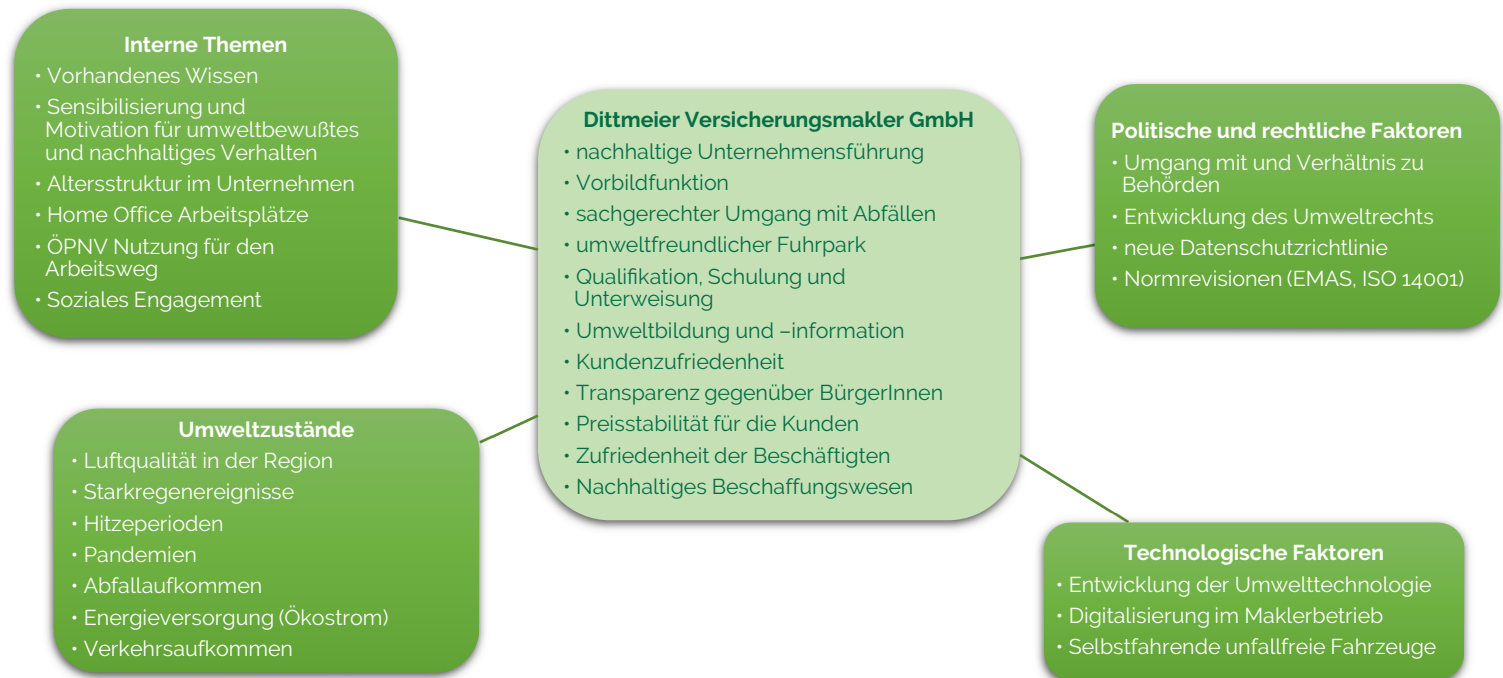 Interne Themen
• Vorhandenes Wissen
• Sensibilisierung und
Motivation für umweltbewußtes
und nachhaltiges Verhalten
• Altersstruktur im Unternehmen
• Home Office Arbeitsplätze
• ÖPNV Nutzung für den
Arbeitsweg
• Soziales Engagement
Dittmeier Versicherungsmakler GmbH
• nachhaltige Unternehmensführung
• Vorbildfunktion
• sachgerechter Umgang mit Abfällen
• umweltfreundlicher Fuhrpark
• Qualifikation, Schulung und
Unterweisung
• Umweltbildung und –information
• Kundenzufriedenheit
• Transparenz gegenüber BürgerInnen
• Preisstabilität für die Kunden
• Zufriedenheit der Beschäftigten
• Nachhaltiges Beschaffungswesen
Politische und rechtliche Faktoren
• Umgang mit und Verhältnis zu
Behörden
• Entwicklung des Umweltrechts
• neue Datenschutzrichtlinie
• Normrevisionen (EMAS, ISO 14001)
Umweltzustände
• Luftqualität in der Region
• Starkregenereignisse
• Hitzeperioden
• Pandemien
• Abfallaufkommen
• Energieversorgung (Ökostrom)
• Verkehrsaufkommen
Technologische Faktoren
• Entwicklung der Umwelttechnologie
• Digitalisierung im Maklerbetrieb
• Selbstfahrende unfallfreie Fahrzeuge